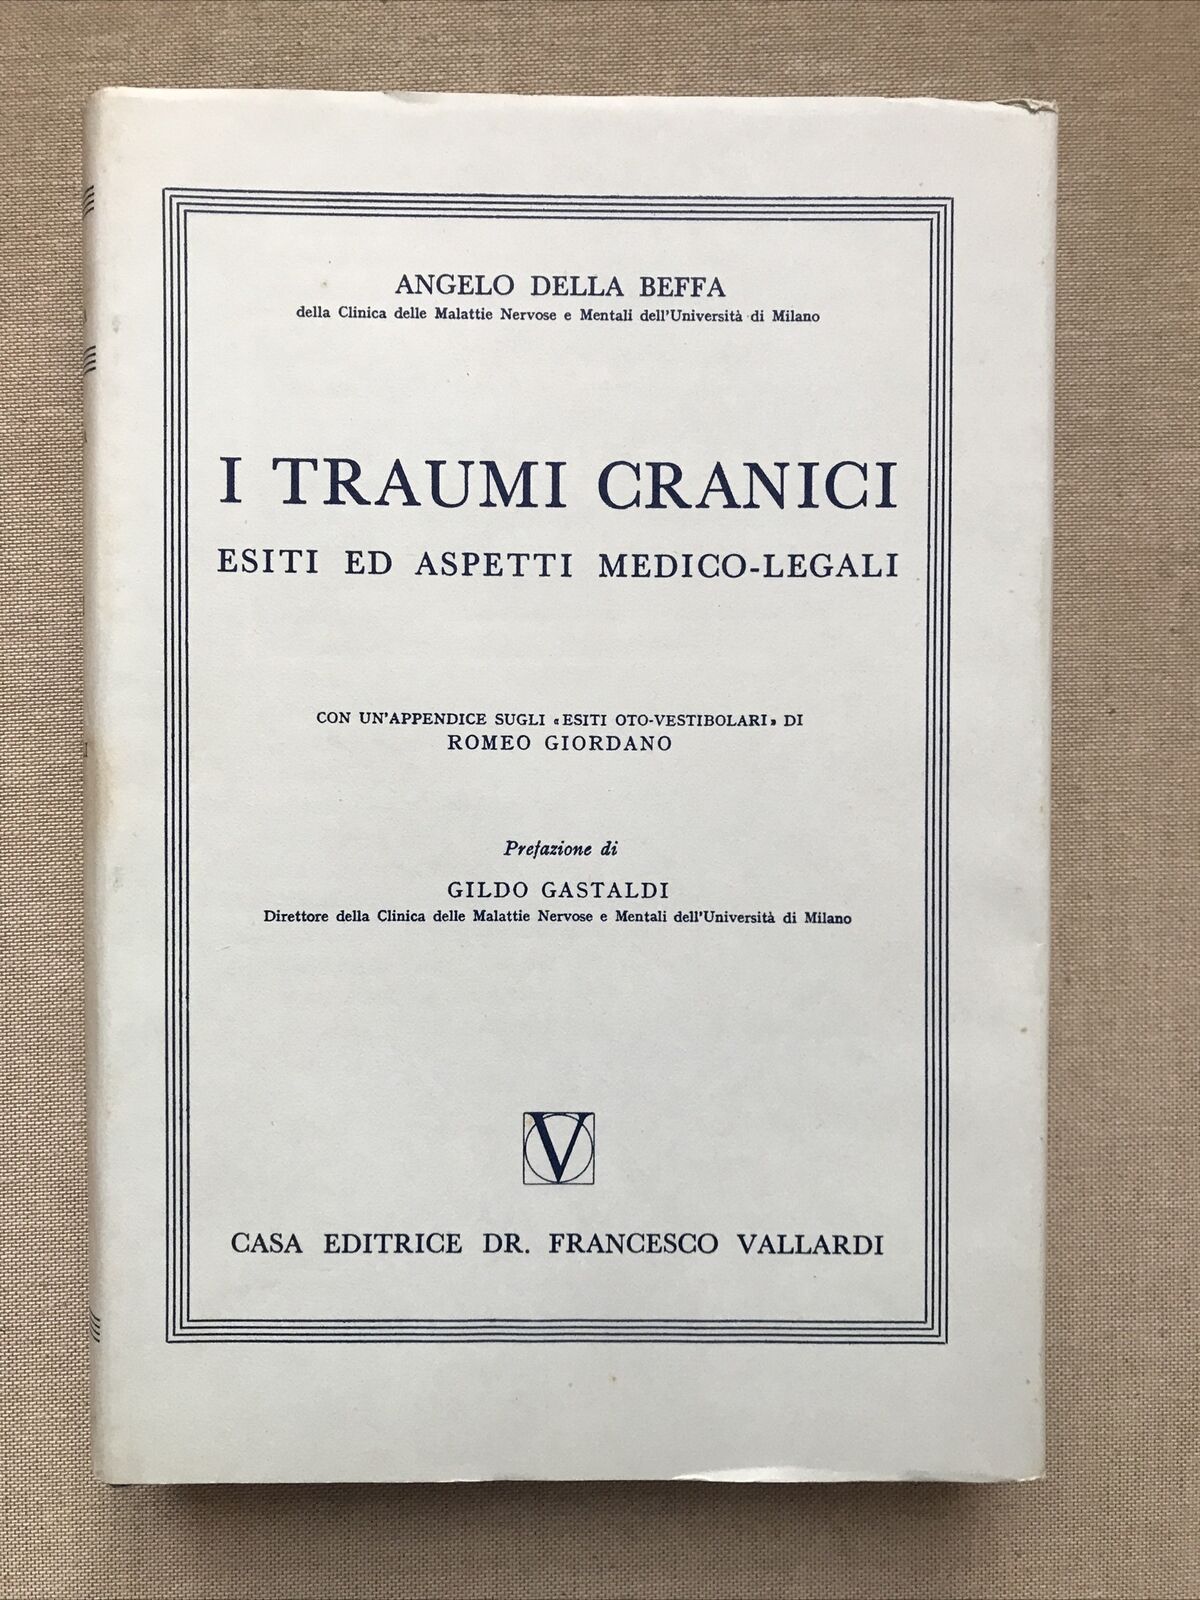 ANGELO DELLA BEFFA
della Clinica delle Malattie Nervose e Mentali dell'Università di Milano
I TRAUMI CRANICI
ESITI ED ASPETTI MEDICO-LEGALI
CON UN'APPENDICE SUGLI «ESITI OTO-VESTIBOLARI» DI
ROMEO GIORDANO
Prefazione di
GILDO GASTALDI
Direttore della Clinica delle Malattie Nervose e Mentali dell'Università di Milano
V
CASA EDITRICE DR. FRANCESCO VALLARDI